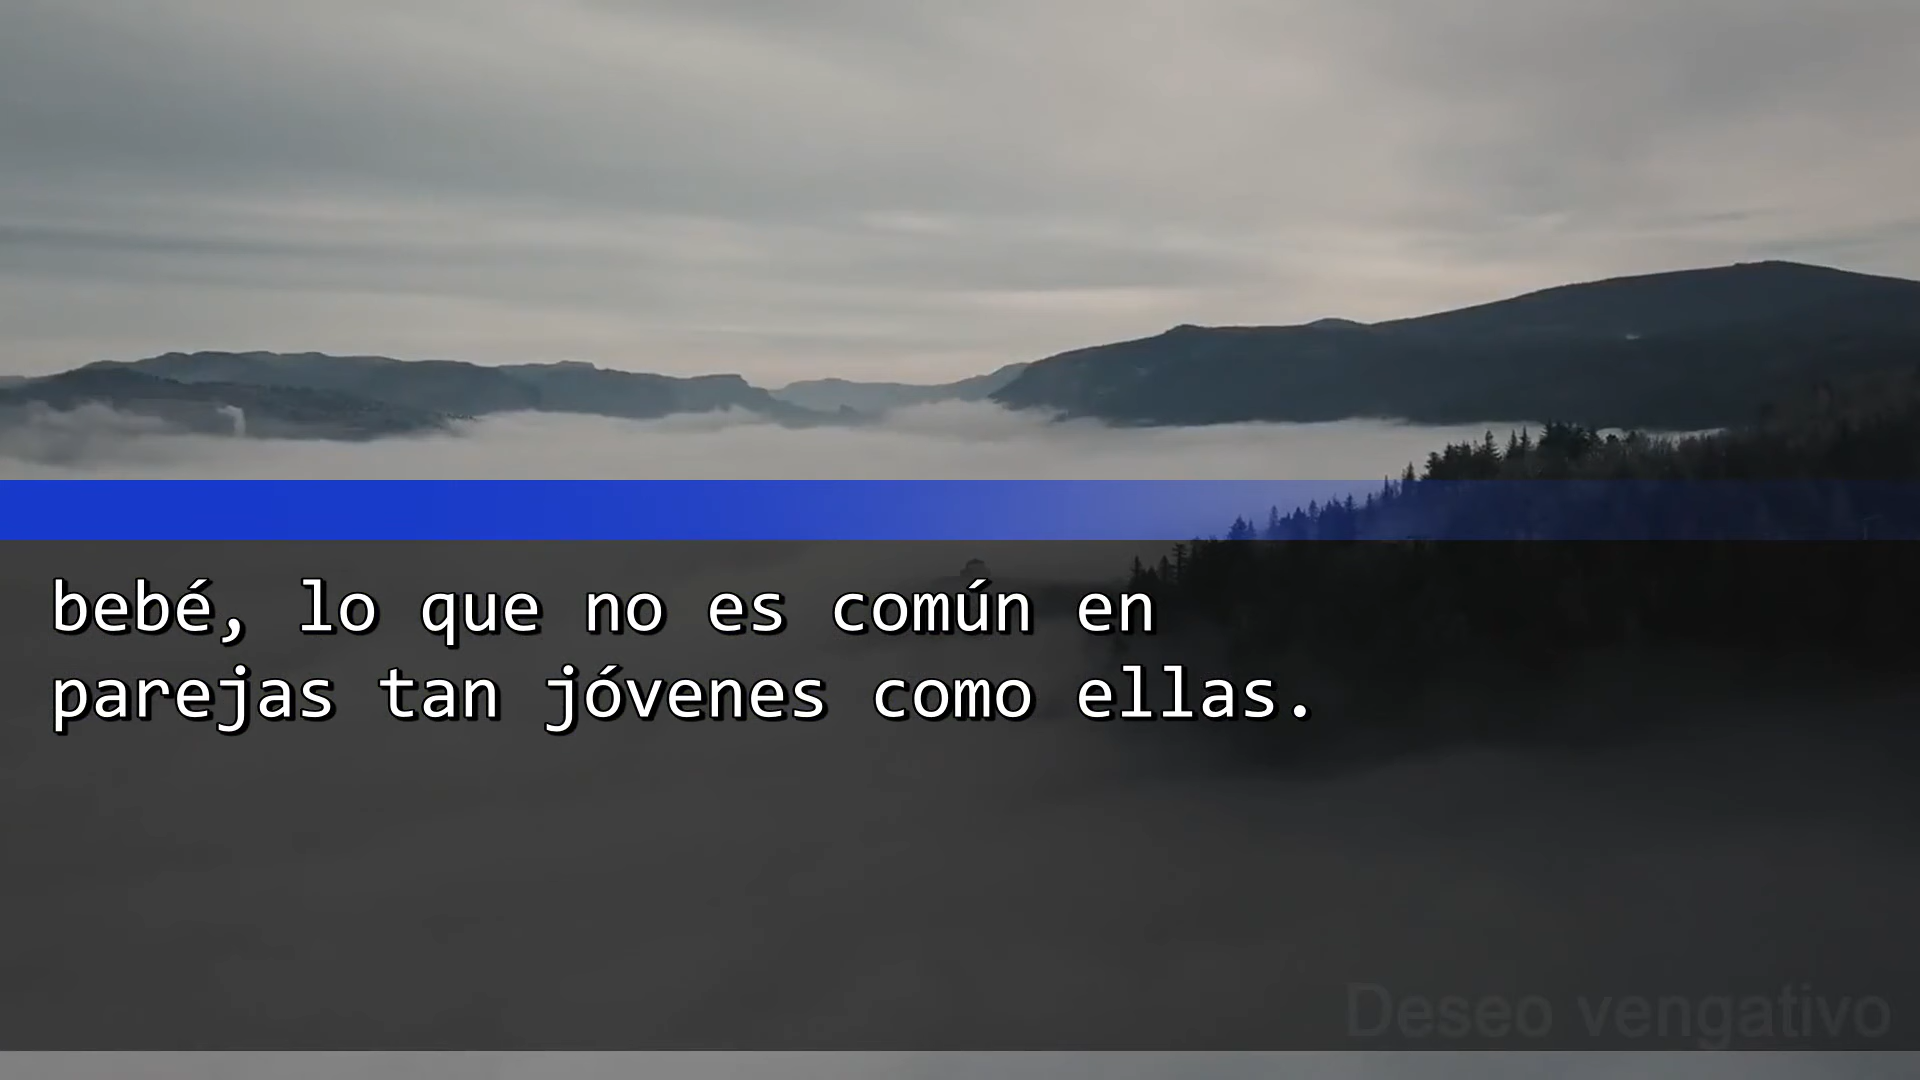 bebé, lo que no es común en
parejas tan jóvenes como ellas.
Deseo vengativo